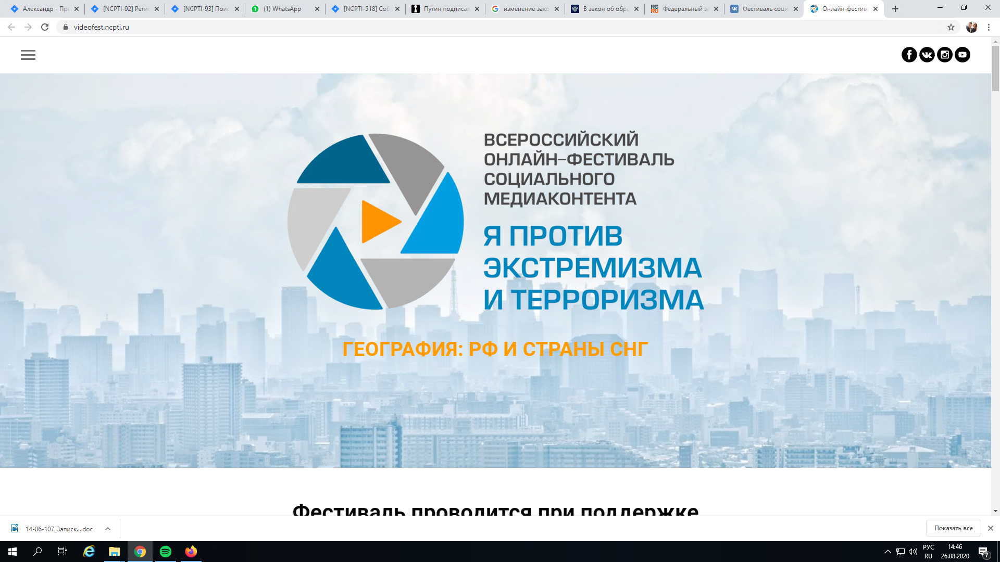 Александр - Пре
[NCPTI-92] Регис
[NCPTI-93] Поис
(1) WhatsApp
[NCPTI-518] Соб
Путин подписал
изменение зако
В закон об обра
Федеральный за
Фестиваль соци
Онлайн-фестива
videofest.ncpti.ru
ВСЕРОССИЙСКИЙ
ОНЛАЙН-ФЕСТИВАЛЬ
СОЦИАЛЬНОГО
МЕДИАКОНТЕНТА
Я ПРОТИВ
ЭКСТРЕМИЗМА
И ТЕРРОРИЗМА
ГЕОГРАФИЯ: РФ И СТРАНЫ СНГ
Фестиваль проводится при поддержке
14-06-107_Записк....doc
Показать все
РУС
RU
14:46
26.08.2020
7